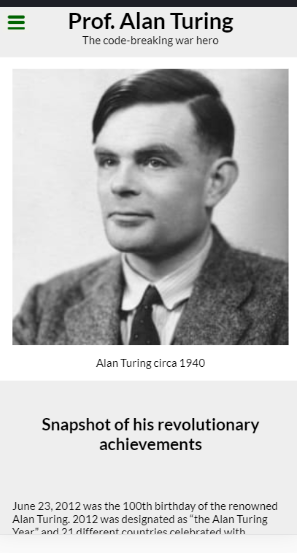 Prof. Alan Turing
The code-breaking war hero
Alan Turing circa 1940
Snapshot of his revolutionary
achievements
June 23, 2012 was the 100th birthday of the renowned
Alan Turing. 2012 was designated as “the Alan Turing
Year” and 21 different countries celebrated with